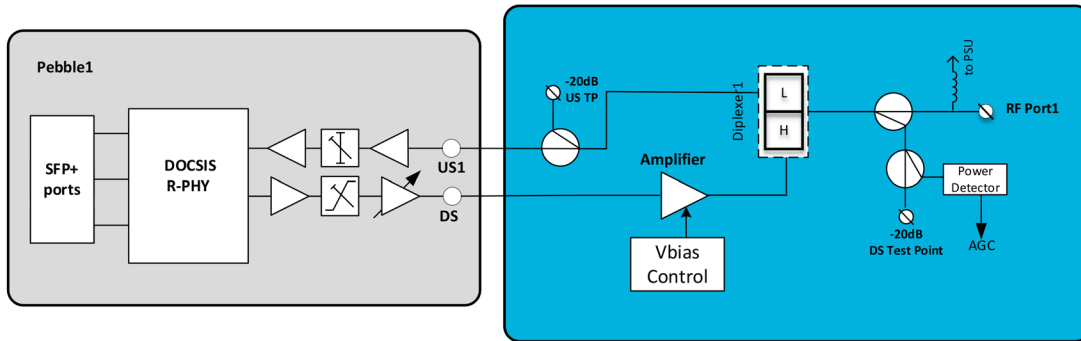 Pebble1
SFP+
ports
DOCSIS
R-PHY
US1
DS
-20dB
US TP
Amplifier
Vbias
Control
Diplexer1
L
H
to PSU
RF Port1
Power
Detector
AGC
-20dB
DS Test Point